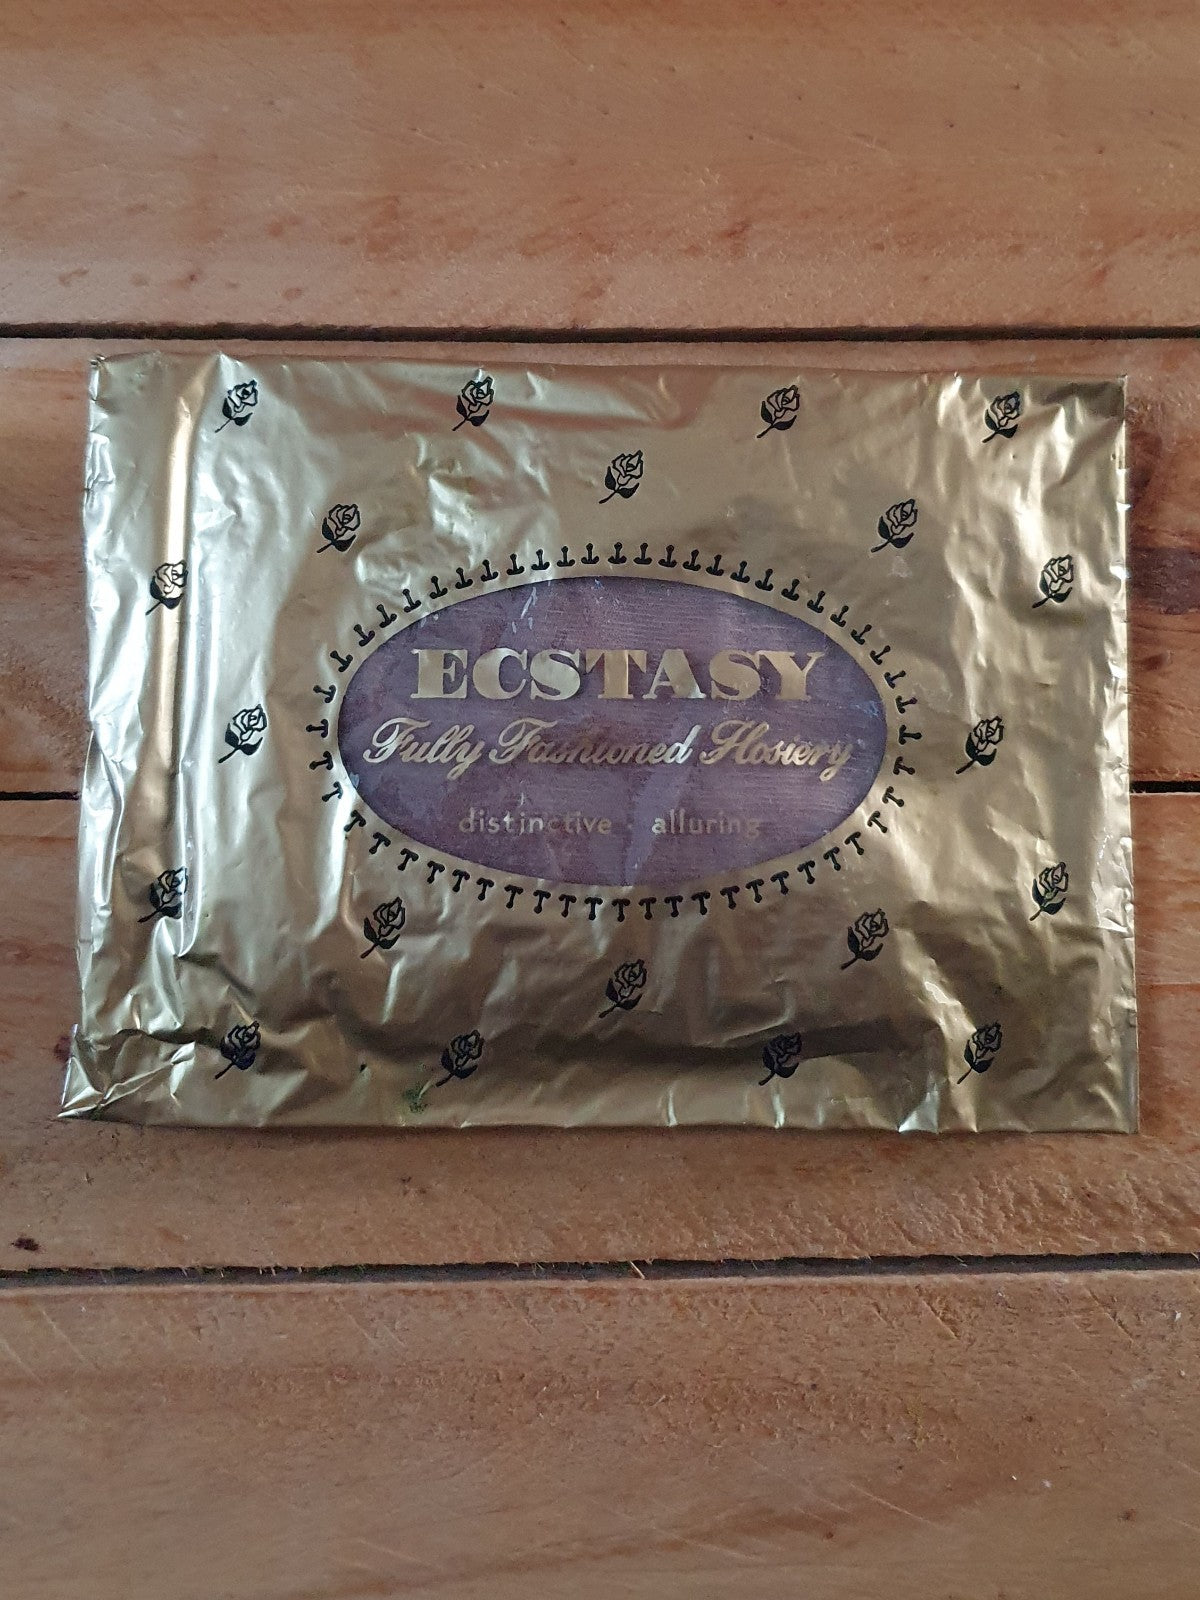 ECSTASY
Fully Fashioned Hosiery
distinctive · alluring